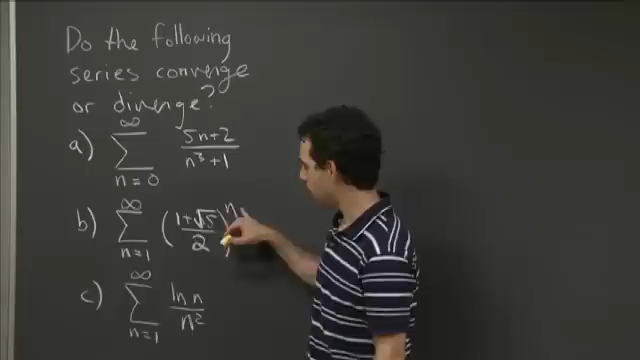 Do the following
series converge
or diverge?
a) ∞ ∑ n=0 5n+2 / n³+1
b) ∞ ∑ n=1 (1+√5 / 2)ⁿ
c) ∞ ∑ n=1 ln n / n²